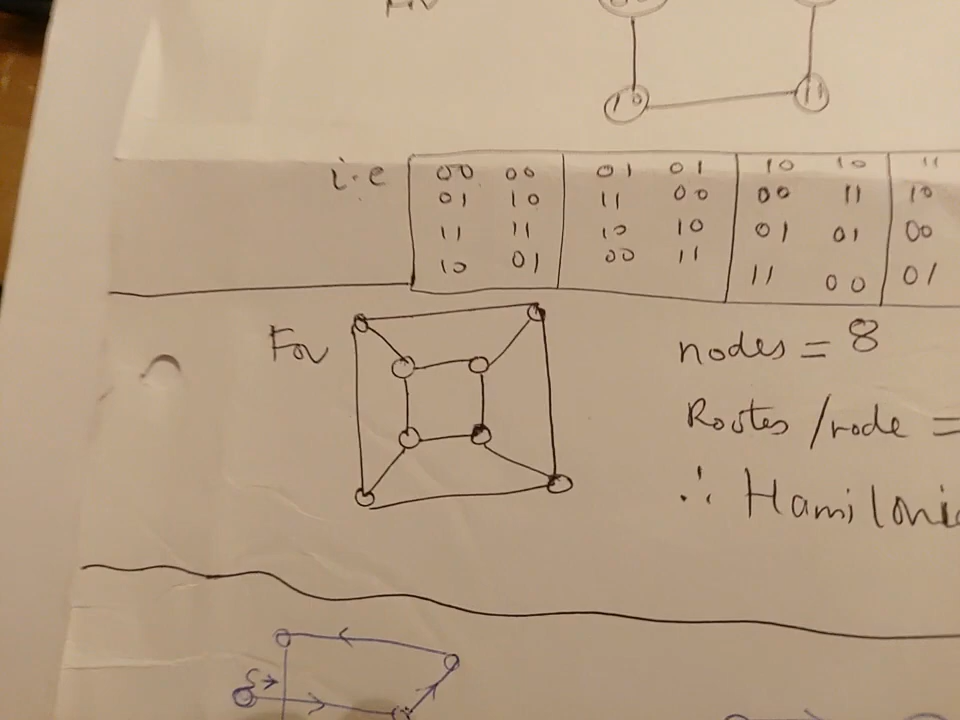 10 11
i.e 00 00 01 01 10 10 11
01 10 11 00 00 11 10
11 11 10 10 01 01 00
10 01 00 11 11 00 01
For
nodes = 8
Routes /node =
∴ Hamilonic
S